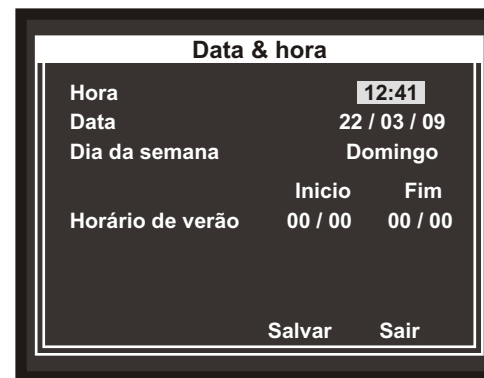 Data & hora
Hora 12:41
Data 22 / 03 / 09
Dia da semana Domingo
Inicio Fim
Horário de verão 00 / 00 00 / 00
Salvar Sair